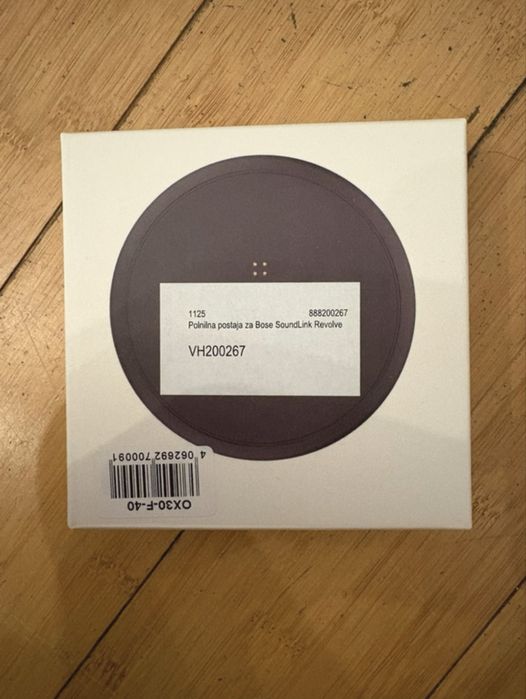 1125 888200267
Polnilna postaja za Bose SoundLink Revolve
VH200267
4 062692 700091
OX30-F-40